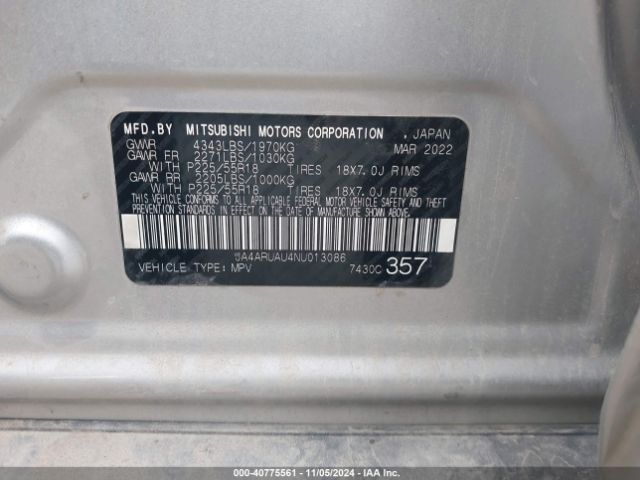 MFD.BY MITSUBISHI MOTORS CORPORATION , JAPAN
GVWR 4343LBS/1970KG MAR 2022
GAWR FR 2271LBS/1030KG
WITH P225/55R18 TIRES 18X7.0J RIMS
GAWR RR 2205LBS/1000KG
WITH P225/55R18 TIRES 18X7.0J RIMS
THIS VEHICLE CONFORMS TO ALL APPLICABLE FEDERAL MOTOR VEHICLE SAFETY AND THEFT
PREVENTION STANDARDS IN EFFECT ON THE DATE OF MANUFACTURE SHOWN ABOVE.
JA4ARUAU4NU013086
VEHICLE TYPE: MPV 7430C 357
000-40775561 - 11/05/2024 - IAA Inc.